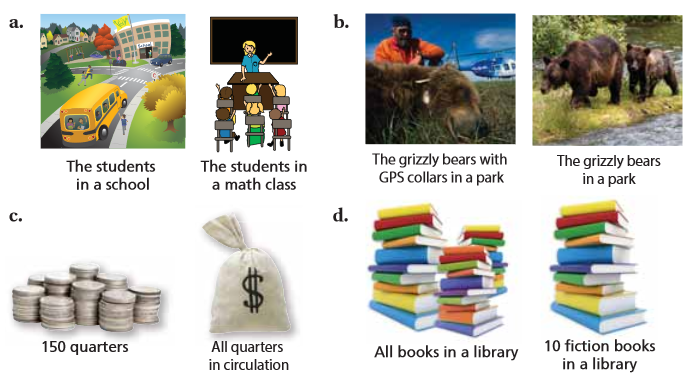 a.
The students
in a school
The students in
a math class
b.
The grizzly bears with
GPS collars in a park
The grizzly bears
in a park
c.
150 quarters
$
All quarters
in circulation
d.
All books in a library
10 fiction books
in a library